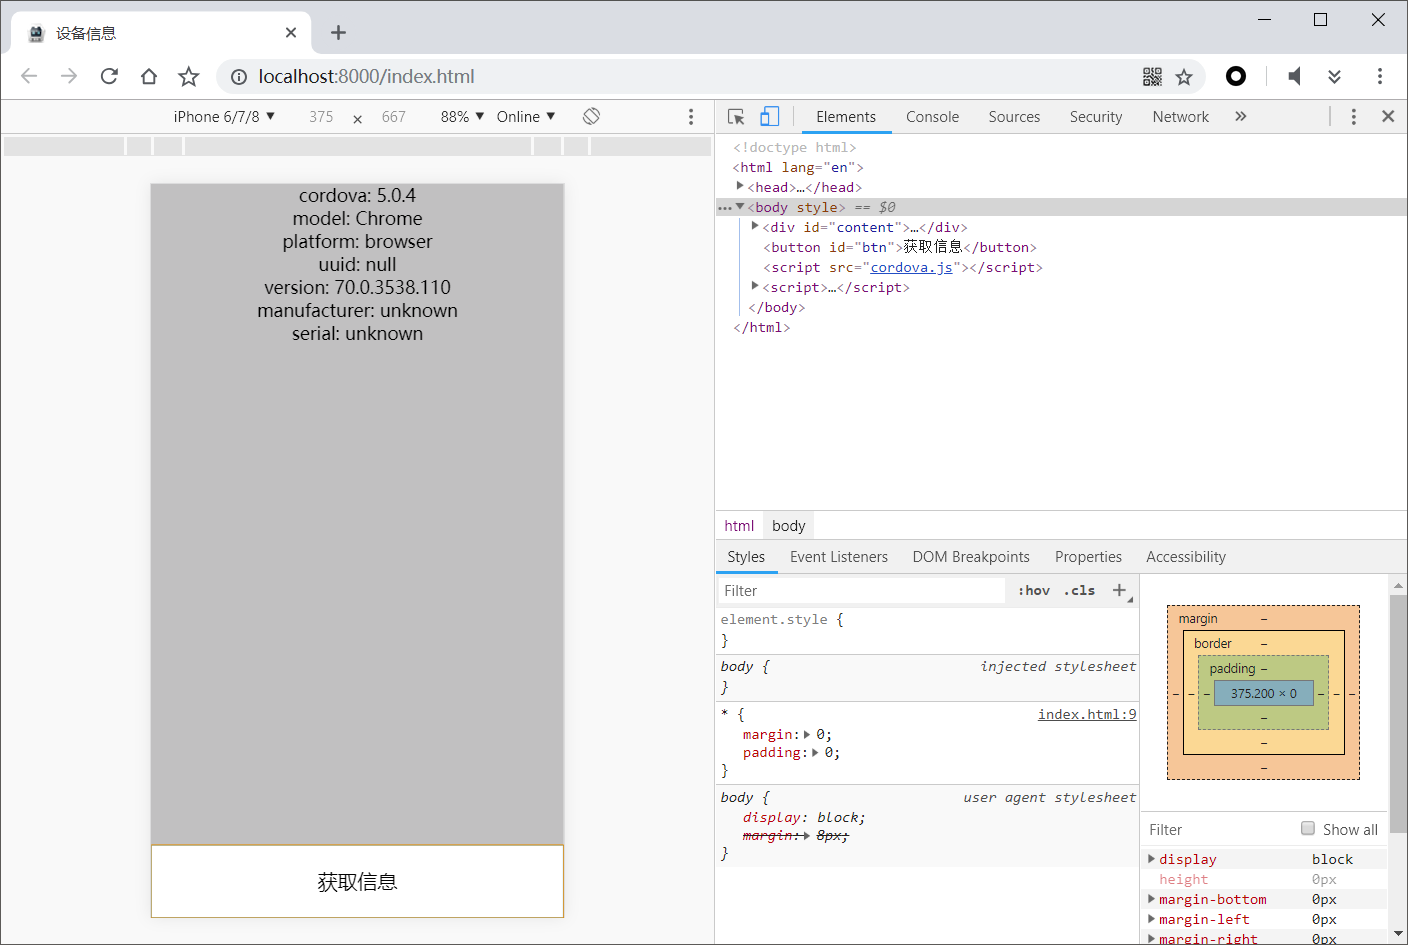 设备信息
localhost:8000/index.html
iPhone 6/7/8 ▼ 375 × 667 88% ▼ Online ▼
cordova: 5.0.4
model: Chrome
platform: browser
uuid: null
version: 70.0.3538.110
manufacturer: unknown
serial: unknown
获取信息
Elements Console Sources Security Network »
<!doctype html>
<html lang="en">
<head>…</head>
…<body style> == $0
<div id="content">…</div>
<button id="btn">获取信息</button>
<script src="cordova.js"></script>
<script>…</script>
</body>
</html>
html body
Styles Event Listeners DOM Breakpoints Properties Accessibility
Filter :hov .cls +
element.style {
}
body { injected stylesheet
}
* { index.html:9
margin: 0;
padding: 0;
}
body { user agent stylesheet
display: block;
margin: 8px;
}
margin –
border –
padding –
– – – 375.200 × 0 – – –
–
–
–
Filter Show all
display block
height 0px
margin-bottom 0px
margin-left 0px
margin-right 0px